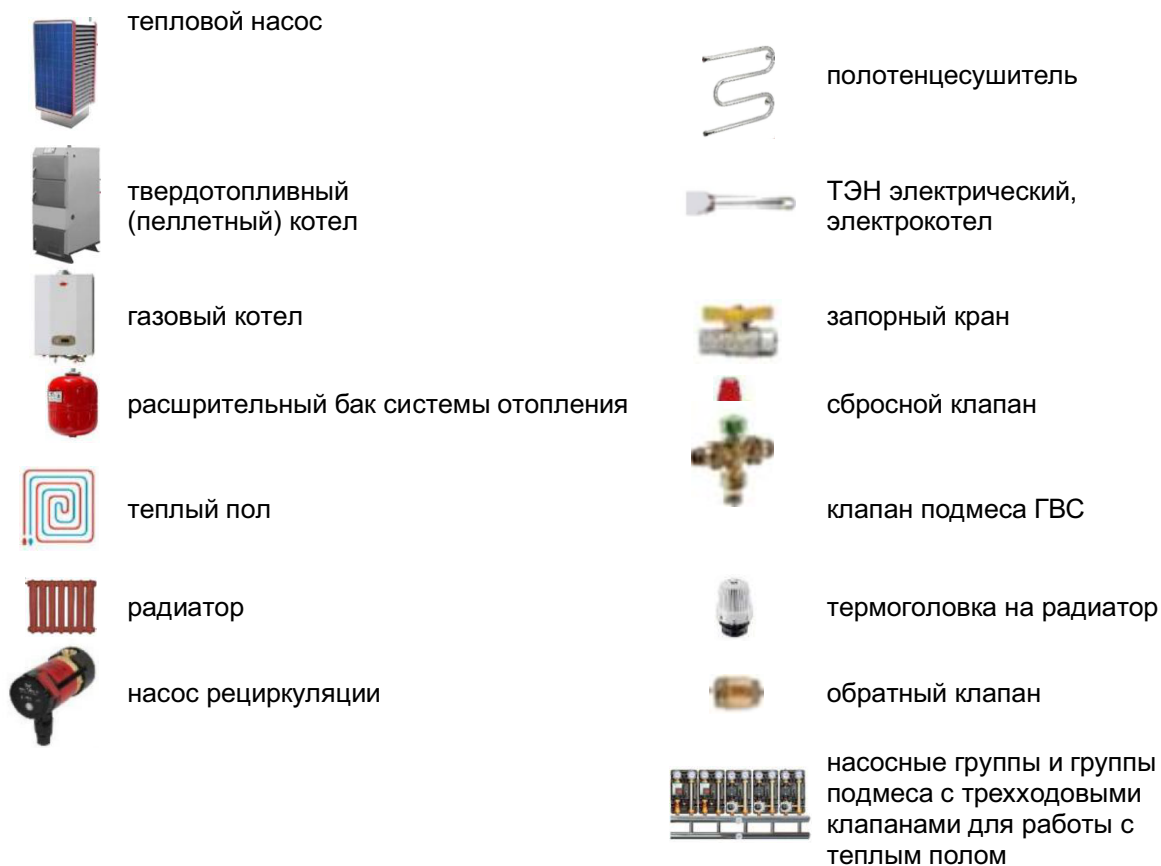 тепловой насос
твердотопливный
(пеллетный) котел
газовый котел
расшрительный бак системы отопления
теплый пол
радиатор
насос рециркуляции
полотенцесушитель
ТЭН электрический,
электрокотел
запорный кран
сбросной клапан
клапан подмеса ГВС
термоголовка на радиатор
обратный клапан
насосные группы и группы
подмеса с трехходовыми
клапанами для работы с
теплым полом